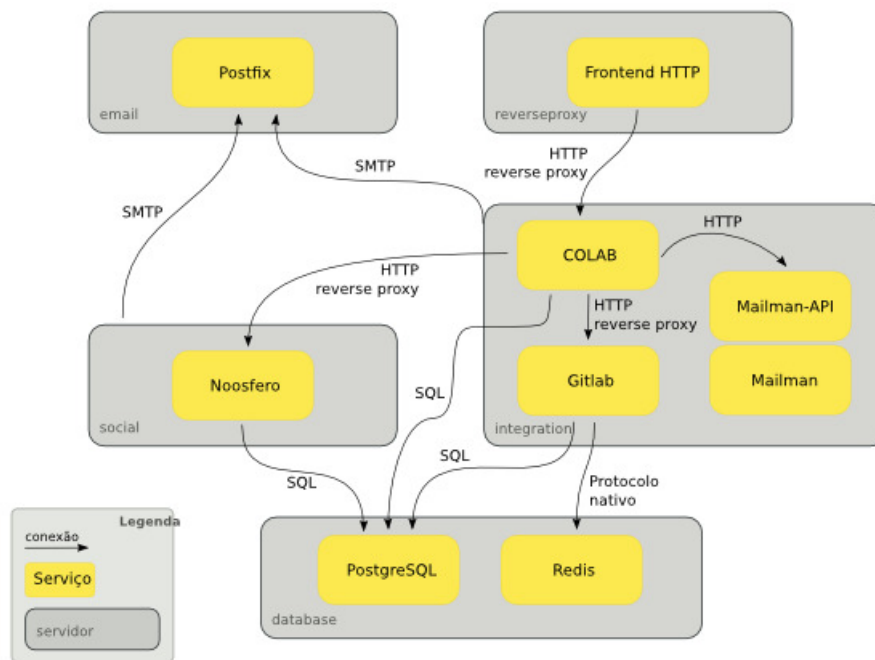 Postfix
email
Frontend HTTP
reverseproxy
SMTP
HTTP
reverse proxy
SMTP
HTTP
COLAB
HTTP
reverse proxy
Mailman-API
HTTP
reverse proxy
Noosfero
social
Gitlab
Mailman
SQL
integration
SQL
SQL
Protocolo
nativo
Legenda
conexão
Serviço
servidor
PostgreSQL
Redis
database